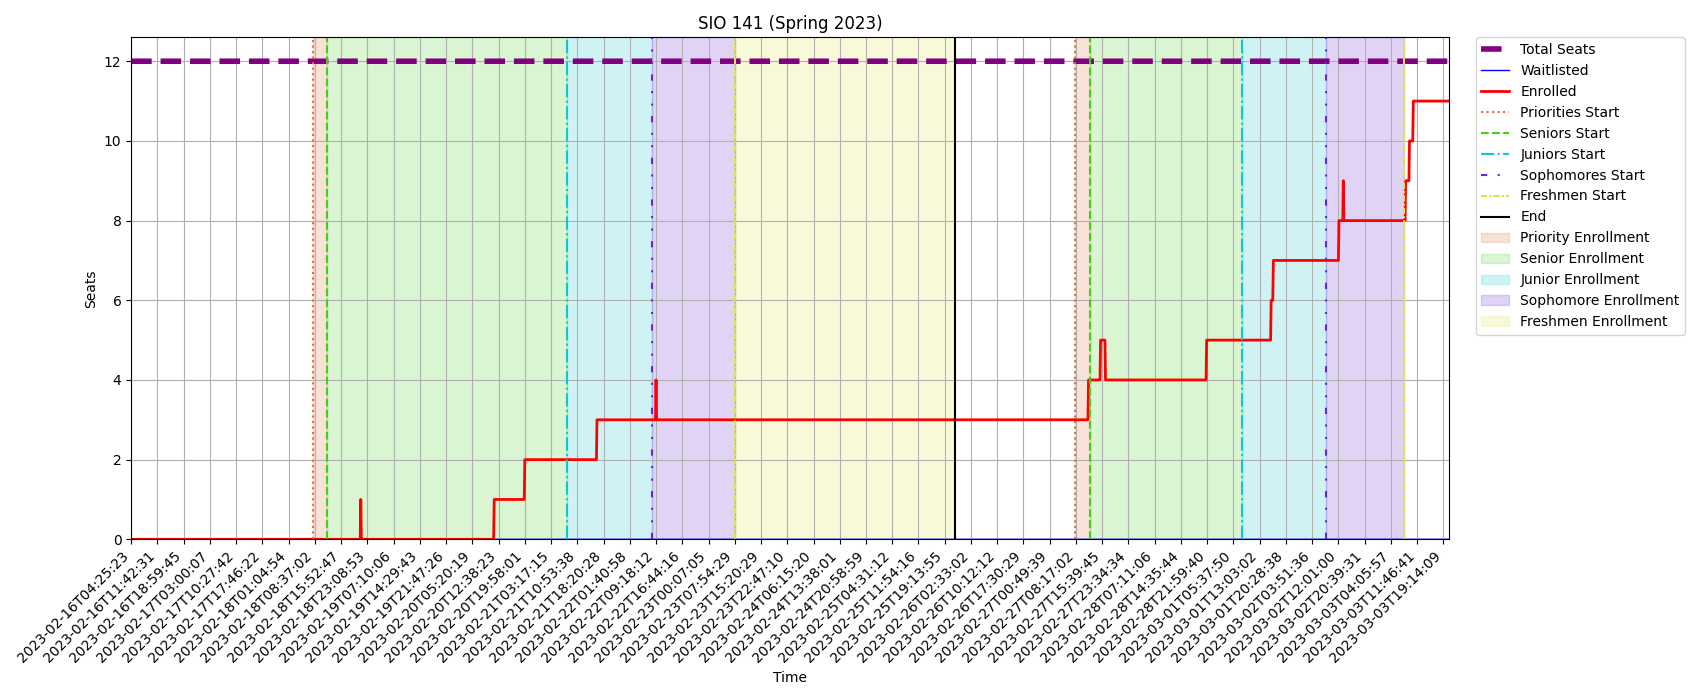 SIO 141 (Spring 2023)
Total Seats
Waitlisted
Enrolled
Priorities Start
Seniors Start
Juniors Start
Sophomores Start
Freshmen Start
End
Priority Enrollment
Senior Enrollment
Junior Enrollment
Sophomore Enrollment
Freshmen Enrollment
Seats
12
10
8
6
4
2
0
2023-02-16T04:25:23
2023-02-16T11:42:31
2023-02-16T18:59:45
2023-02-17T03:00:07
2023-02-17T10:27:42
2023-02-17T17:46:22
2023-02-18T01:04:54
2023-02-18T08:37:02
2023-02-18T15:52:47
2023-02-18T23:08:53
2023-02-19T07:10:06
2023-02-19T14:29:43
2023-02-19T21:47:26
2023-02-20T05:20:19
2023-02-20T12:38:23
2023-02-20T19:58:01
2023-02-21T03:17:15
2023-02-21T10:53:38
2023-02-21T18:20:28
2023-02-22T01:40:58
2023-02-22T09:18:12
2023-02-22T16:44:16
2023-02-23T00:07:05
2023-02-23T07:54:29
2023-02-23T15:20:29
2023-02-23T22:47:10
2023-02-24T06:15:20
2023-02-24T13:38:01
2023-02-24T20:58:59
2023-02-25T04:31:12
2023-02-25T11:54:16
2023-02-25T19:13:55
2023-02-26T02:33:02
2023-02-26T10:12:12
2023-02-26T17:30:29
2023-02-27T00:49:39
2023-02-27T08:17:02
2023-02-27T15:39:45
2023-02-27T23:34:34
2023-02-28T07:11:06
2023-02-28T14:35:44
2023-02-28T21:59:40
2023-03-01T05:37:50
2023-03-01T13:03:02
2023-03-01T20:28:38
2023-03-02T03:51:36
2023-03-02T12:01:00
2023-03-02T20:39:31
2023-03-03T04:05:57
2023-03-03T11:46:41
2023-03-03T19:14:09
Time